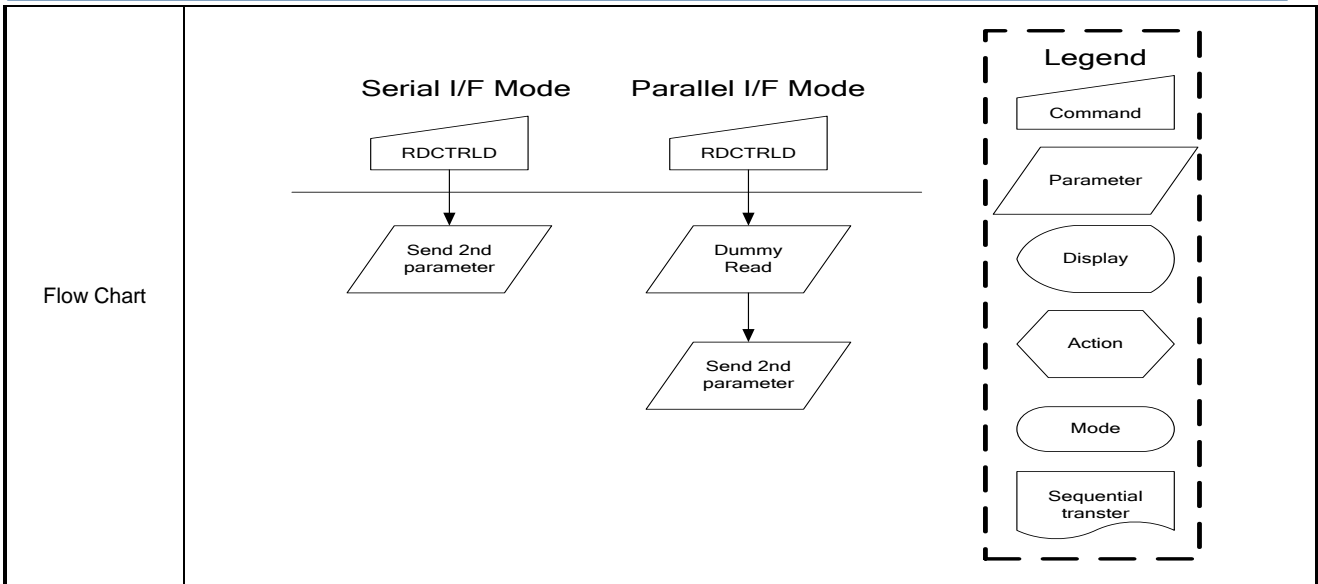 Flow Chart
Serial I/F Mode
RDCTRLD
Send 2nd
parameter
Parallel I/F Mode
RDCTRLD
Dummy
Read
Send 2nd
parameter
Legend
Command
Parameter
Display
Action
Mode
Sequential
transter